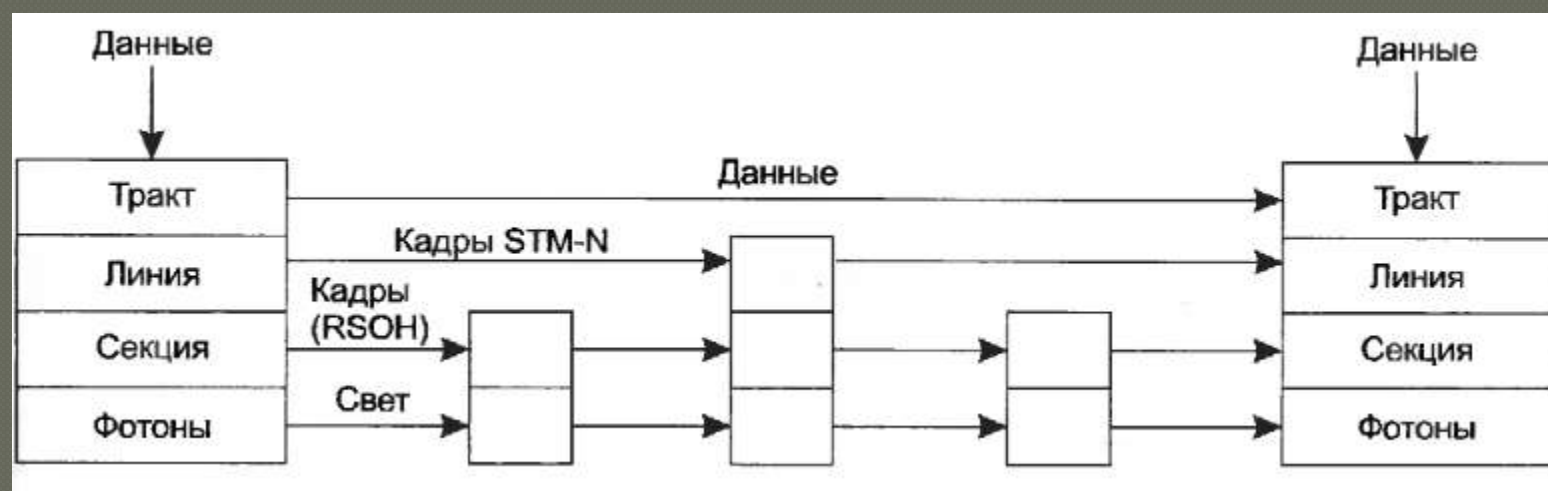 Данные
Данные
Тракт
Данные
Тракт
Линия
Кадры STM-N
Линия
Кадры
(RSOH)
Секция
Секция
Свет
Фотоны
Фотоны